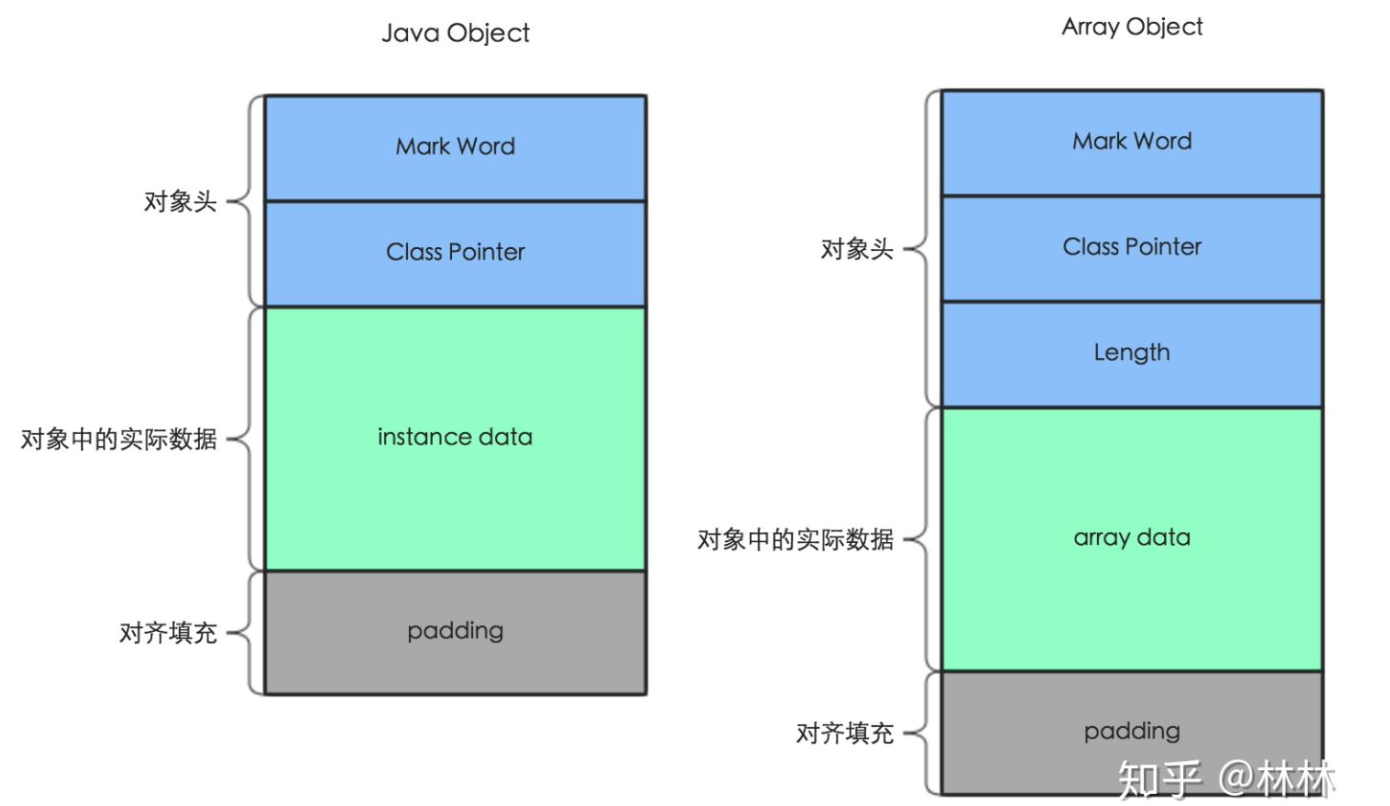 Java Object
对象头
Mark Word
Class Pointer
对象中的实际数据
instance data
对齐填充
padding
Array Object
对象头
Mark Word
Class Pointer
Length
对象中的实际数据
array data
对齐填充
padding
知乎 @林林